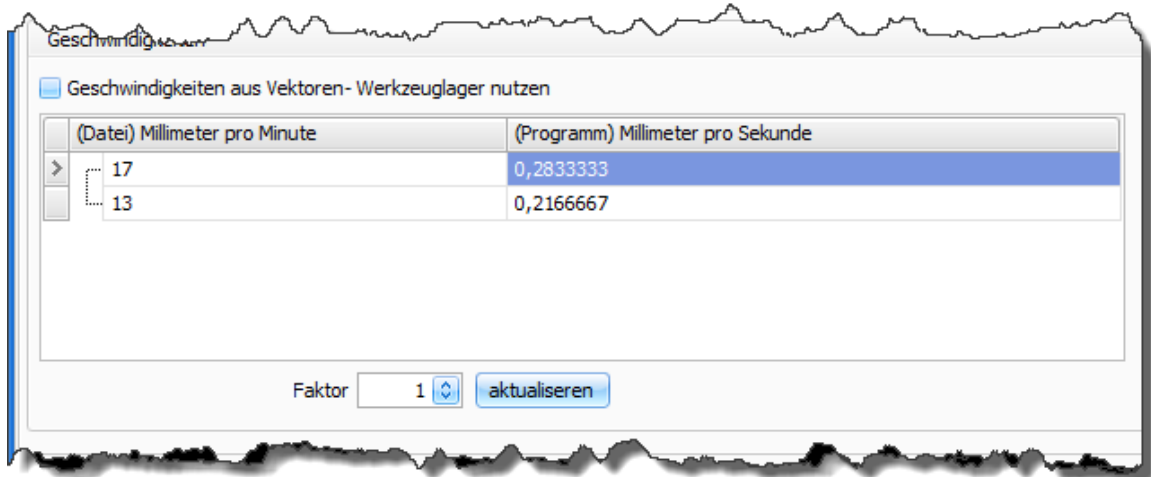 Geschwindig
Geschwindigkeiten aus Vektoren- Werkzeuglager nutzen
(Datei) Millimeter pro Minute (Programm) Millimeter pro Sekunde
17 0,2833333
13 0,2166667
Faktor 1 aktualiseren